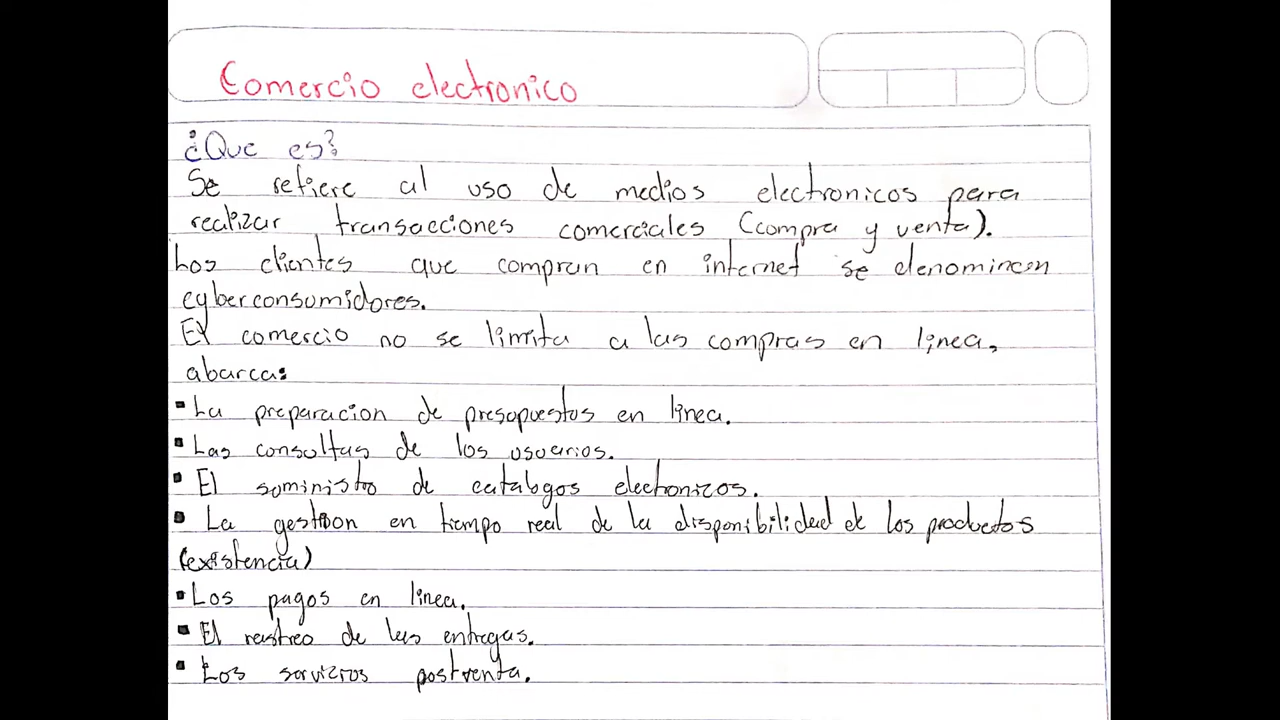 Comercio electronico
¿Que es?
Se refiere al uso de medios electronicos para
realizar transacciones comerciales (compra y venta).
Los clientes que compran en internet se denominan
cyberconsumidores.
El comercio no se limita a las compras en linea,
abarca:
▪La preparacion de presupuestos en linea.
▪Las consultas de los usuarios.
▪El suministro de catalogos electronicos.
▪La gestion en tiempo real de la disponibilidad de los productos
(existencia)
▪Los pagos en linea.
▪El rastreo de las entregas.
▪Los servicios postventa.